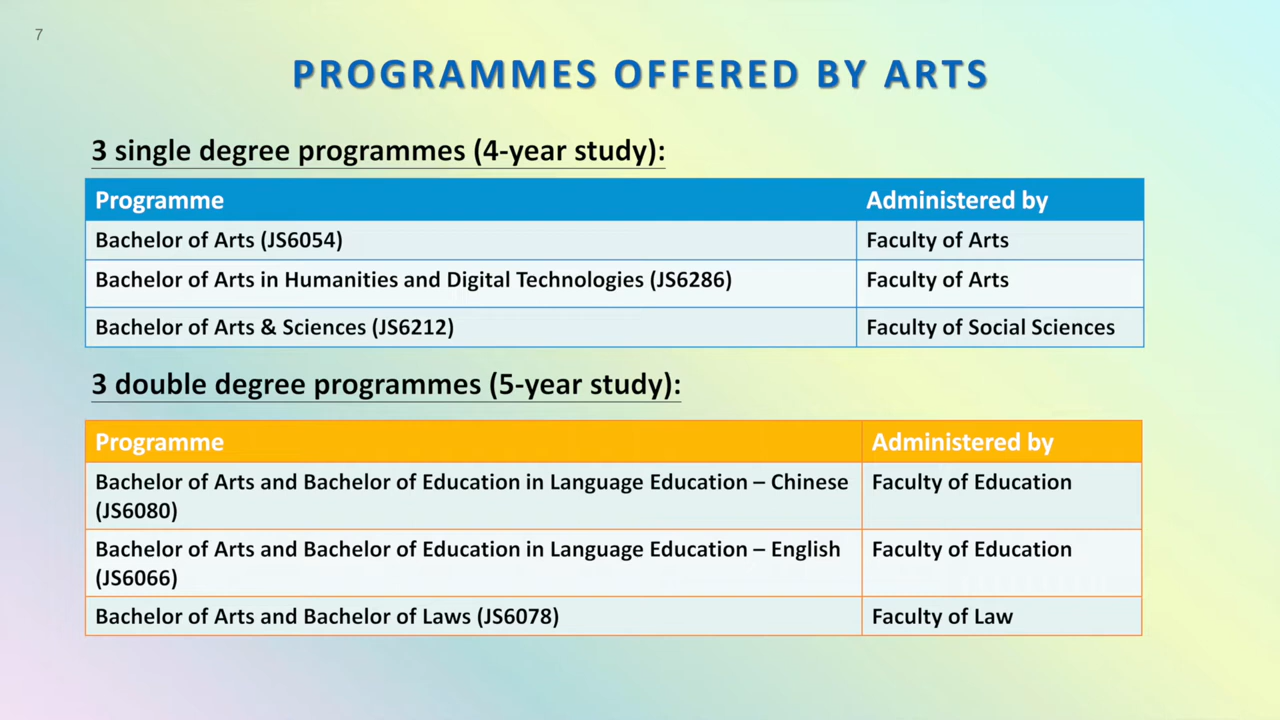 7
PROGRAMMES OFFERED BY ARTS
3 single degree programmes (4-year study):
Programme Administered by
Bachelor of Arts (JS6054) Faculty of Arts
Bachelor of Arts in Humanities and Digital Technologies (JS6286) Faculty of Arts
Bachelor of Arts & Sciences (JS6212) Faculty of Social Sciences
3 double degree programmes (5-year study):
Programme Administered by
Bachelor of Arts and Bachelor of Education in Language Education – Chinese Faculty of Education
(JS6080)
Bachelor of Arts and Bachelor of Education in Language Education – English Faculty of Education
(JS6066)
Bachelor of Arts and Bachelor of Laws (JS6078) Faculty of Law